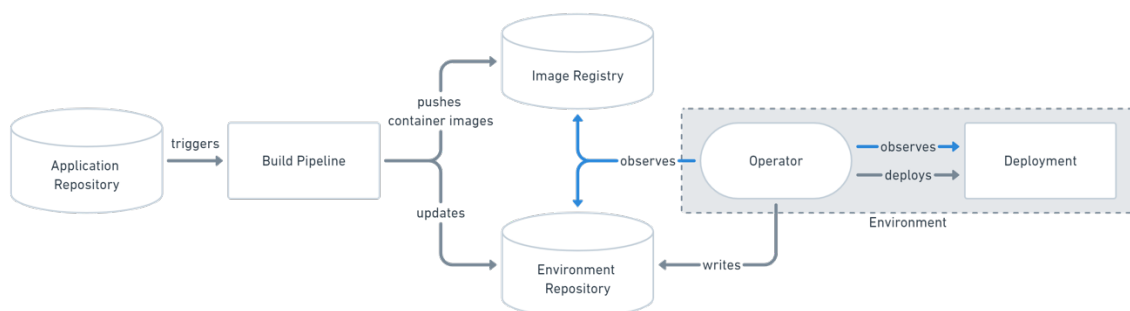 Image Registry
pushes
container images
Application
Repository
triggers
Build Pipeline
observes
Operator
observes
deploys
Deployment
updates
Environment
Environment
Repository
writes